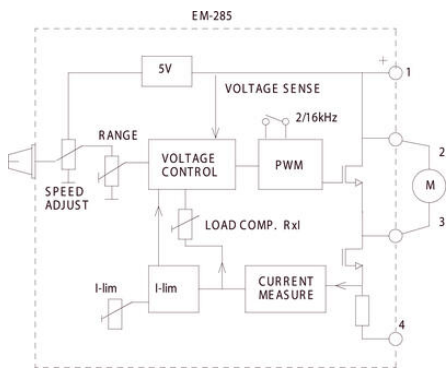 EM-285
5V
+
1
VOLTAGE SENSE
2/16kHz
RANGE
2
VOLTAGE
CONTROL
PWM
M
SPEED
ADJUST
3
LOAD COMP. RxI
I-lim
I-lim
CURRENT
MEASURE
4